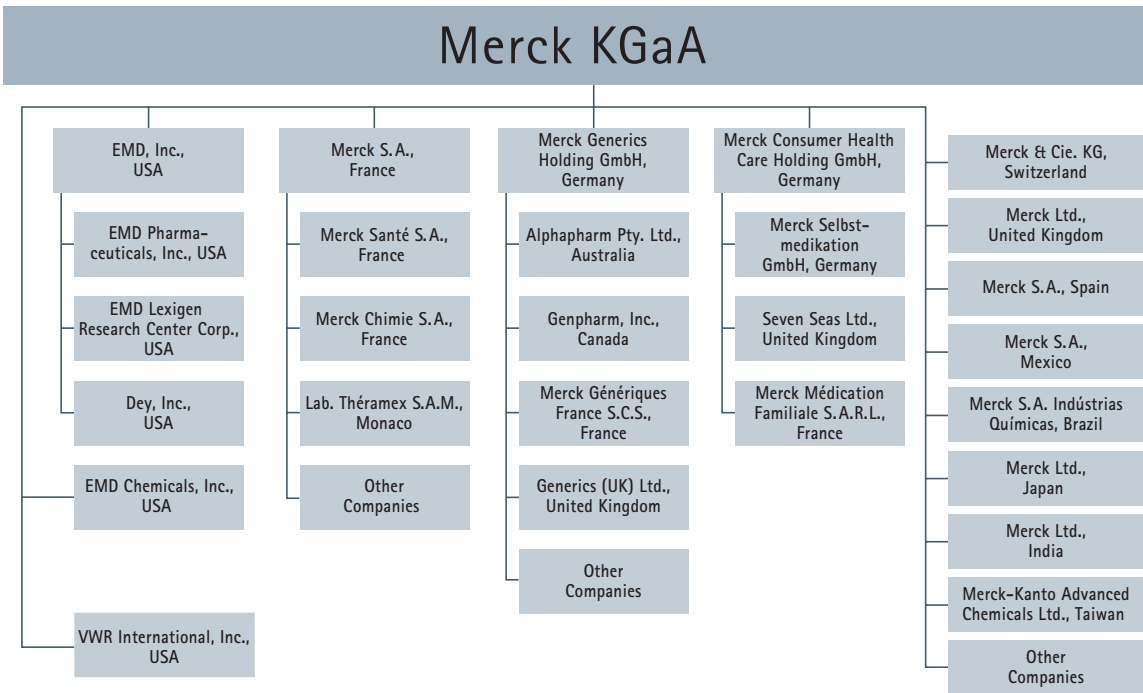 Merck KGaA
EMD, Inc.,
USA
EMD Pharma-
ceuticals, Inc., USA
EMD Lexigen
Research Center Corp.,
USA
Dey, Inc.,
USA
EMD Chemicals, Inc.,
USA
VWR International, Inc.,
USA
Merck S.A.,
France
Merck Santé S.A.,
France
Merck Chimie S.A.,
France
Lab. Théramex S.A.M.,
Monaco
Other
Companies
Merck Generics
Holding GmbH,
Germany
Alphapharm Pty. Ltd.,
Australia
Genpharm, Inc.,
Canada
Merck Génériques
France S.C.S.,
France
Generics (UK) Ltd.,
United Kingdom
Other
Companies
Merck Consumer Health
Care Holding GmbH,
Germany
Merck Selbst-
medikation
GmbH, Germany
Seven Seas Ltd.,
United Kingdom
Merck Médication
Familiale S.A.R.L.,
France
Merck & Cie. KG,
Switzerland
Merck Ltd.,
United Kingdom
Merck S.A., Spain
Merck S.A.,
Mexico
Merck S.A. Indústrias
Químicas, Brazil
Merck Ltd.,
Japan
Merck Ltd.,
India
Merck-Kanto Advanced
Chemicals Ltd., Taiwan
Other
Companies